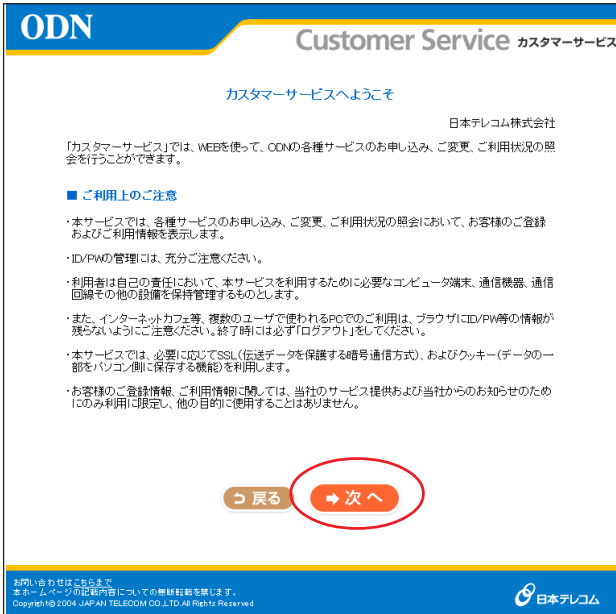 ODN
Customer Service カスタマーサービス
カスタマーサービスへようこそ
日本テレコム株式会社
「カスタマーサービス」では、WEBを使って、ODNの各種サービスのお申し込み、ご変更、ご利用状況の照
会を行うことができます。
■ ご利用上のご注意
・本サービスでは、各種サービスのお申し込み、ご変更、ご利用状況の照会において、お客様のご登録
およびご利用情報を表示します。
・ID/PWの管理には、充分ご注意ください。
・利用者は自己の責任において、本サービスを利用するために必要なコンピュータ端末、通信機器、通信
回線その他の設備を保持管理するものとします。
・また、インターネットカフェ等、複数のユーザで使われるPCでのご利用は、ブラウザにID/PW等の情報が
残らないようにご注意ください。終了時には必ず「ログアウト」をしてください。
・本サービスでは、必要に応じてSSL(伝送データを保護する暗号通信方式)、およびクッキー(データの一
部をパソコン側に保存する機能)を利用します。
・お客様のご登録情報、ご利用情報に関しては、当社のサービス提供および当社からのお知らせのため
にのみ利用に限定し、他の目的に使用することはありません。
戻る
次へ
お問い合わせはこちらまで
本ホームページの記載内容についての無断転載を禁じます。
Copyright© 2004 JAPAN TELECOM CO.,LTD.All Rights Reserved
日本テレコム